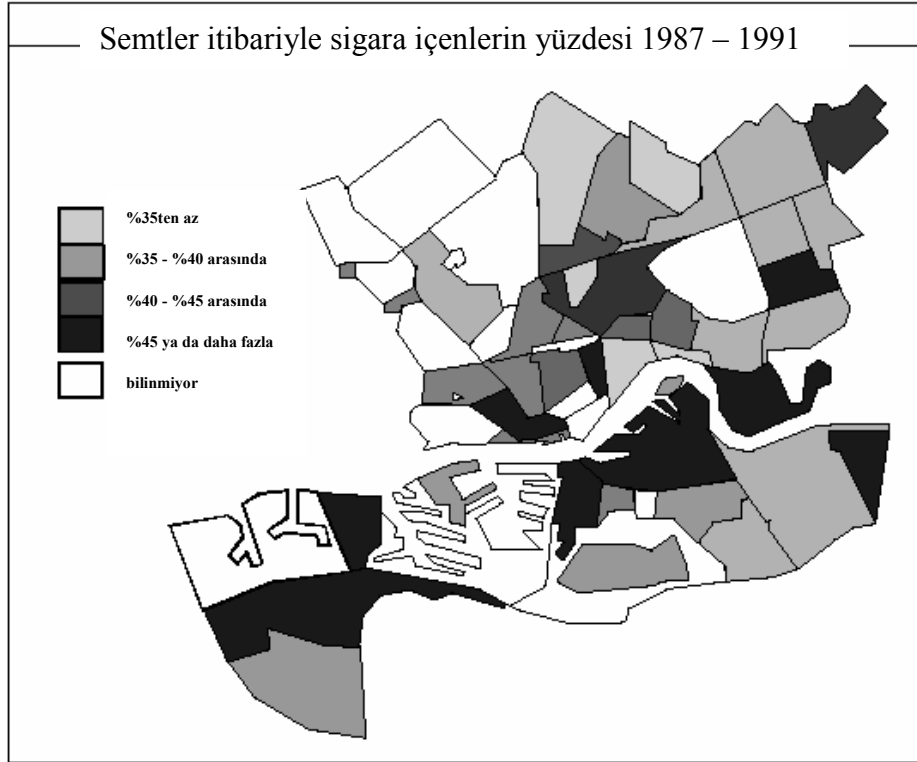 Semtler itibariyle sigara içenlerin yüzdesi 1987 – 1991
%35ten az
%35 - %40 arasında
%40 - %45 arasında
%45 ya da daha fazla
bilinmiyor